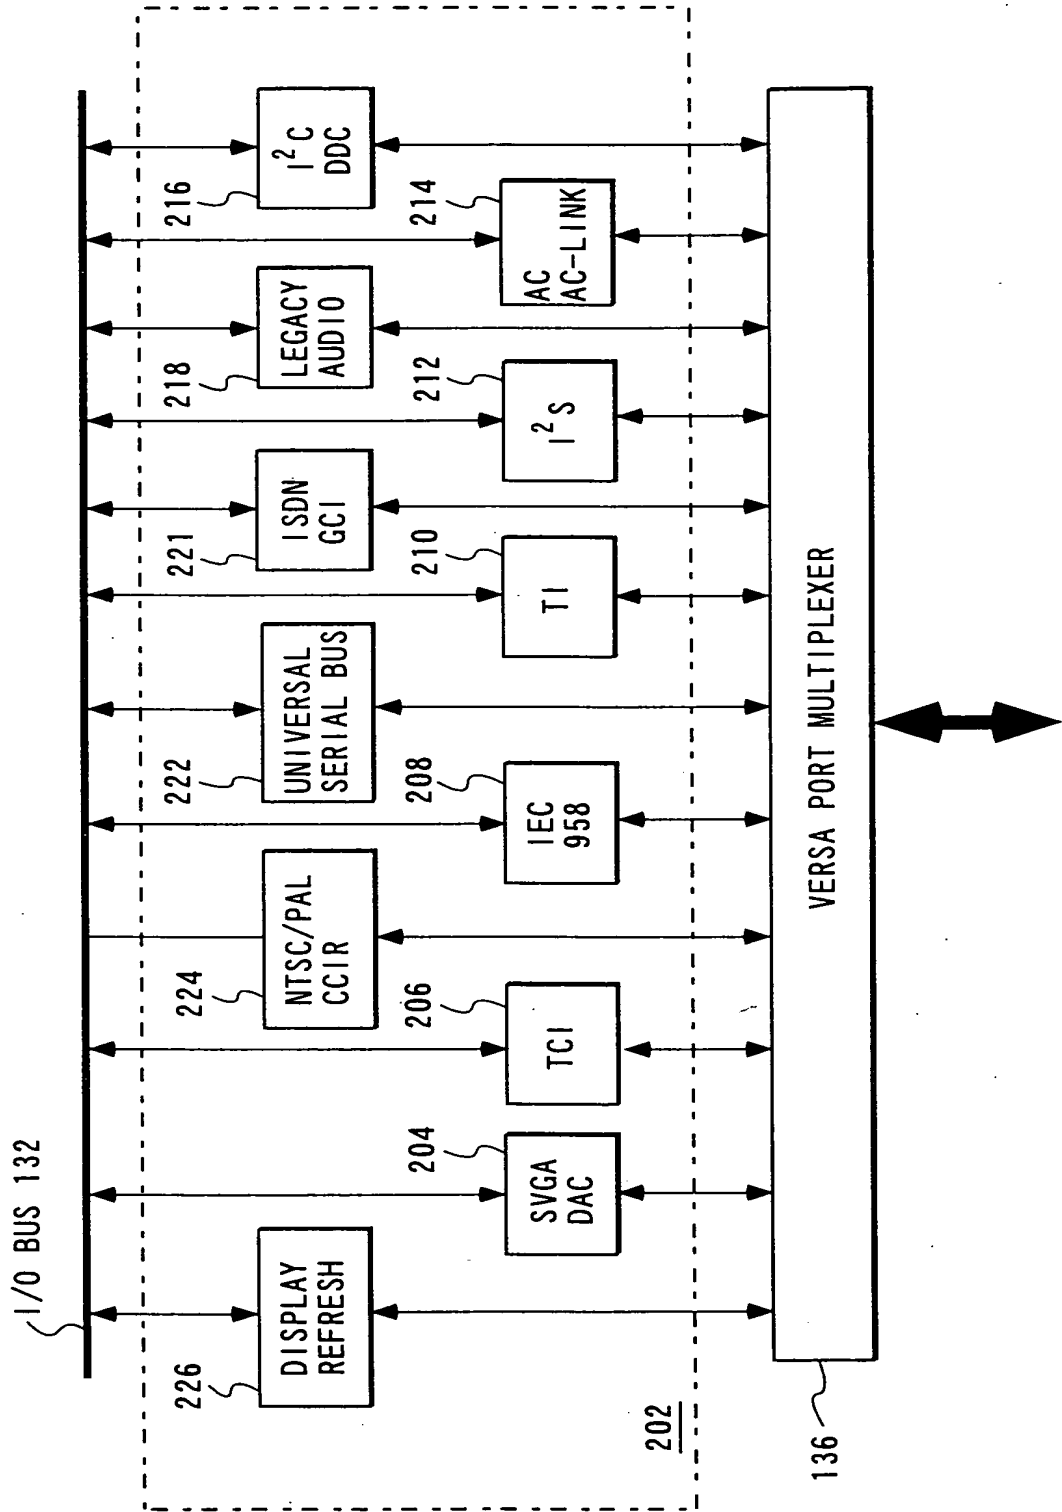 I/O BUS 132
226
DISPLAY
REFRESH
204
SVGA
DAC
206
TCI
224
NTSC/PAL
CCIR
208
IEC
958
222
UNIVERSAL
SERIAL BUS
210
TI
221
ISDN
GCI
212
I²S
218
LEGACY
AUDIO
214
AC
AC-LINK
216
I²C
DDC
202
136
VERSA PORT MULTIPLEXER